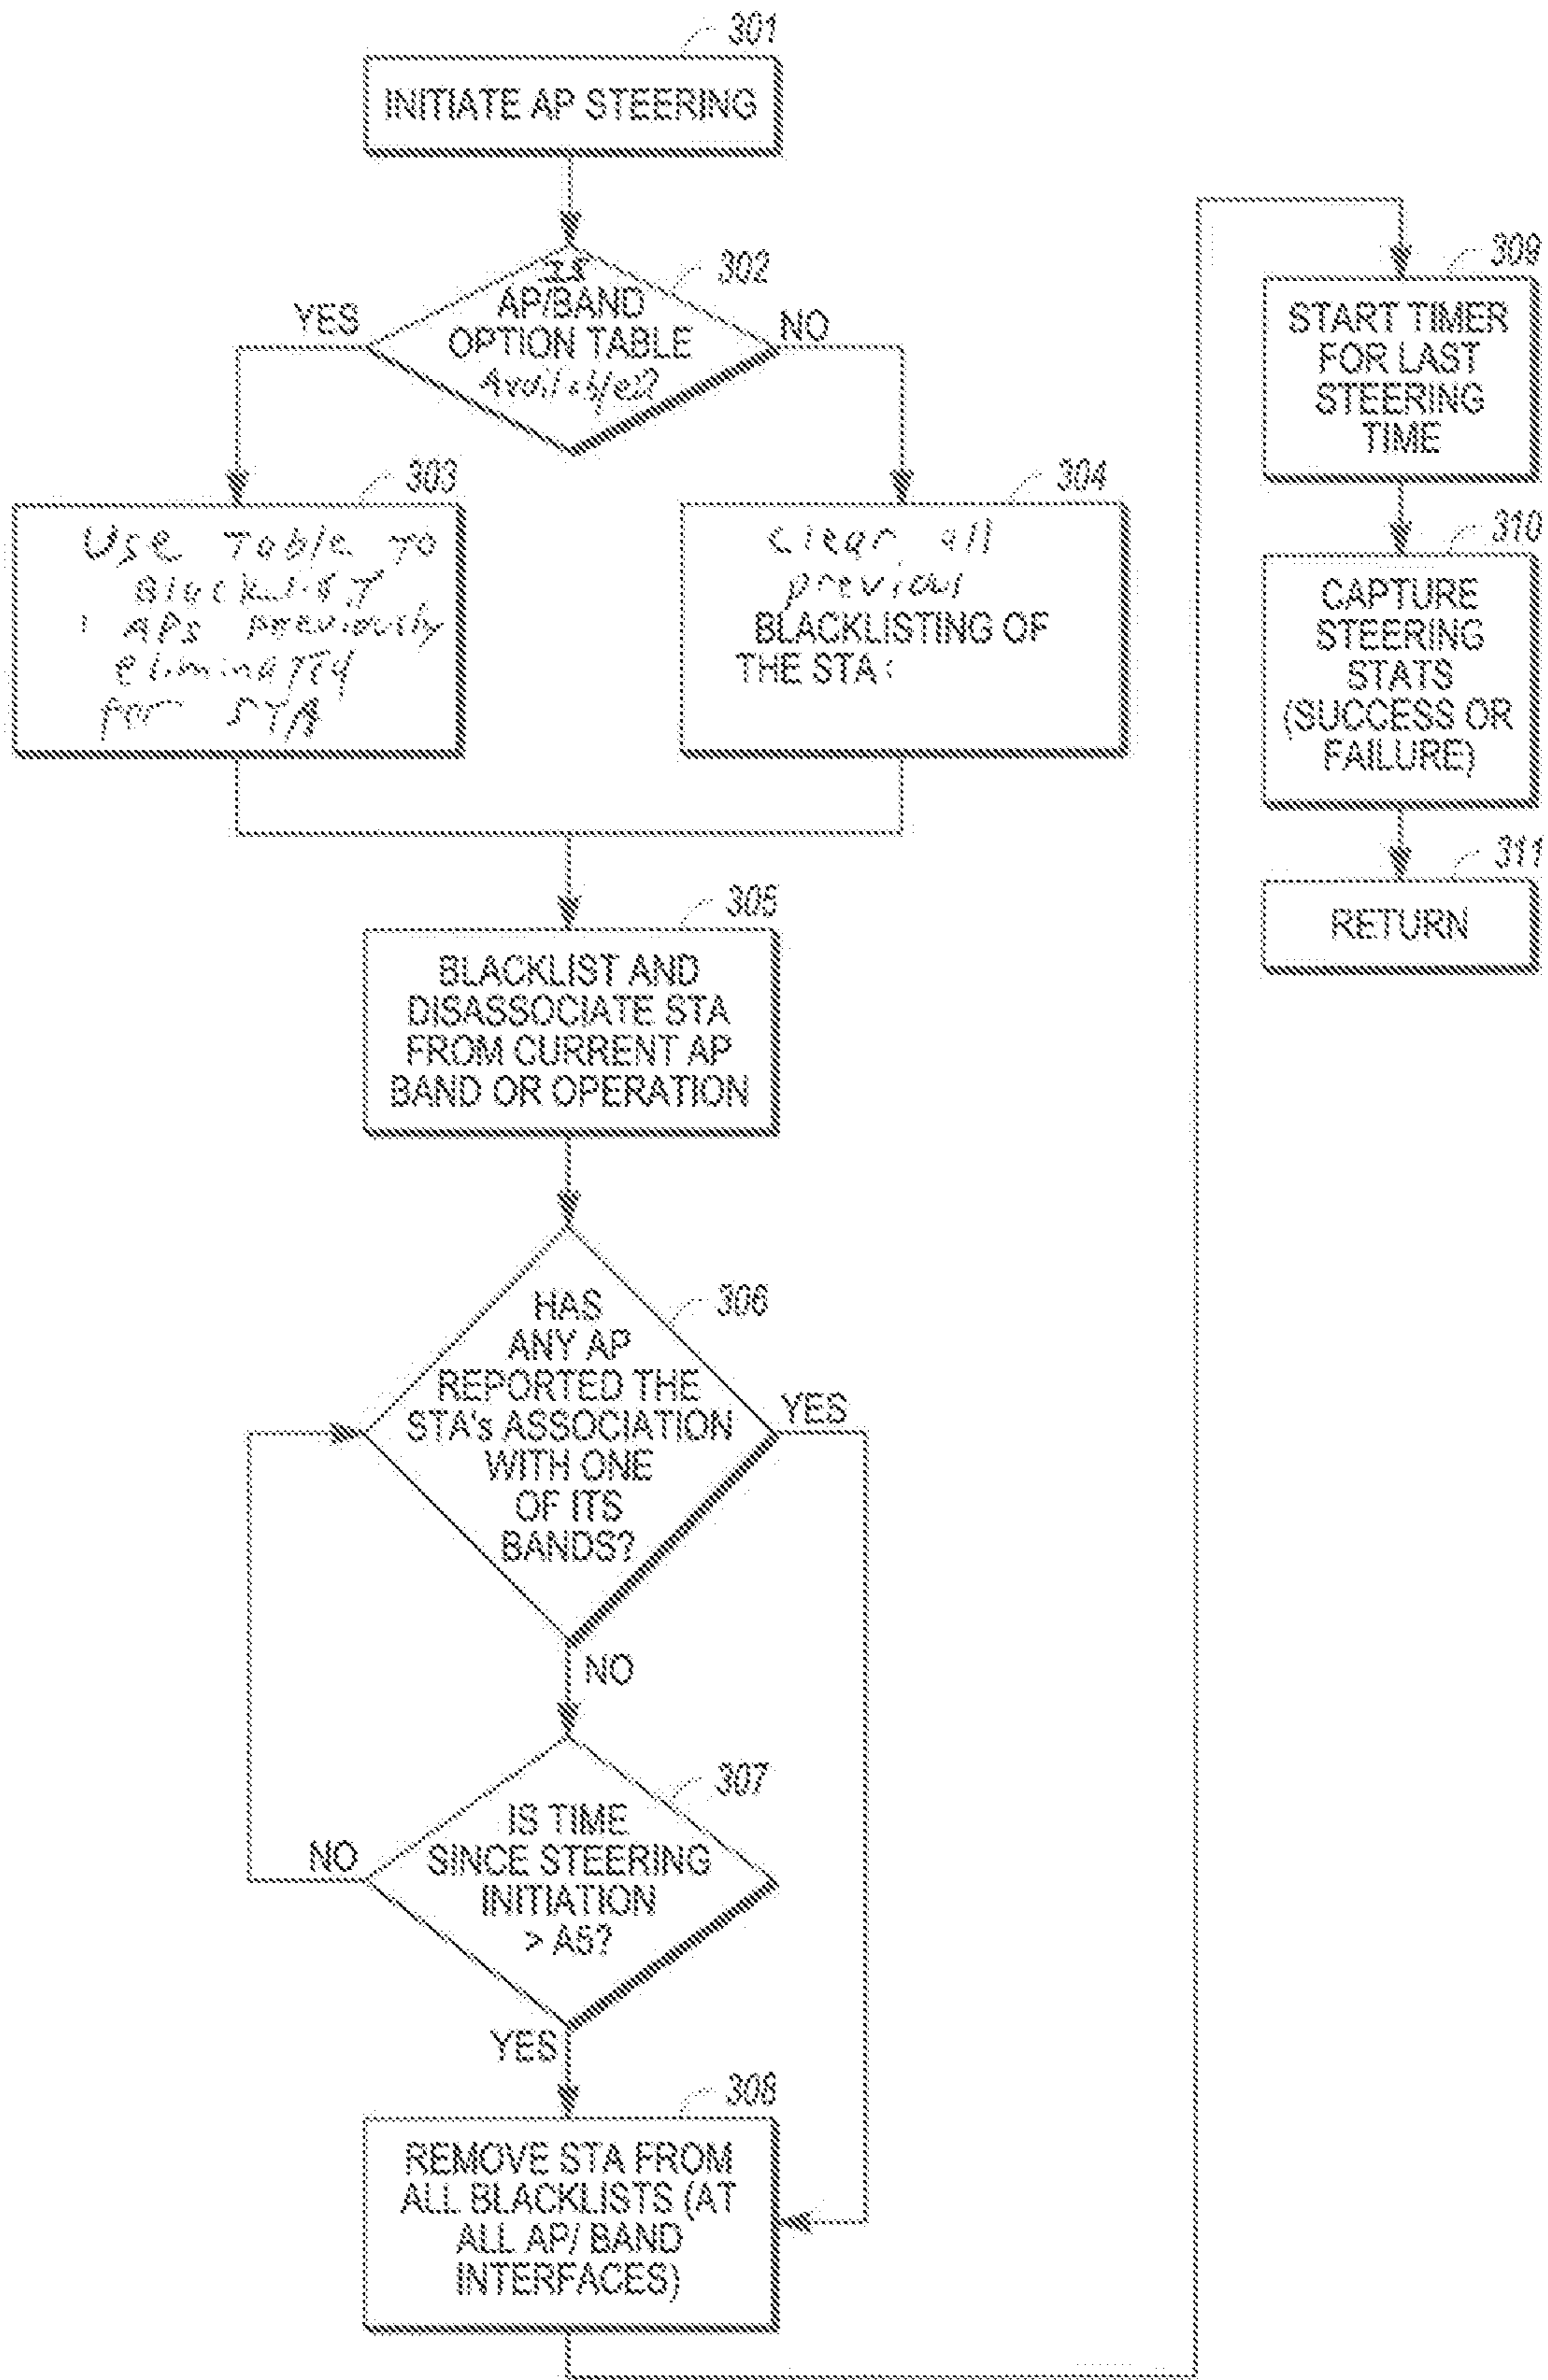 301
INITIATE AP STEERING
302
IS
AP/BAND
OPTION TABLE
Available?
YES
NO
303
Use Table To
Blacklist
APs previously
eliminated
for STA
304
Clear all
previous
BLACKLISTING OF
THE STA
305
BLACKLIST AND
DISASSOCIATE STA
FROM CURRENT AP
BAND OR OPERATION
306
HAS
ANY AP
REPORTED THE
STA's ASSOCIATION
WITH ONE
OF ITS
BANDS?
YES
NO
307
IS TIME
SINCE STEERING
INITIATION
> A5?
NO
YES
308
REMOVE STA FROM
ALL BLACKLISTS (AT
ALL AP/ BAND
INTERFACES)
309
START TIMER
FOR LAST
STEERING
TIME
310
CAPTURE
STEERING
STATS
(SUCCESS OR
FAILURE)
311
RETURN